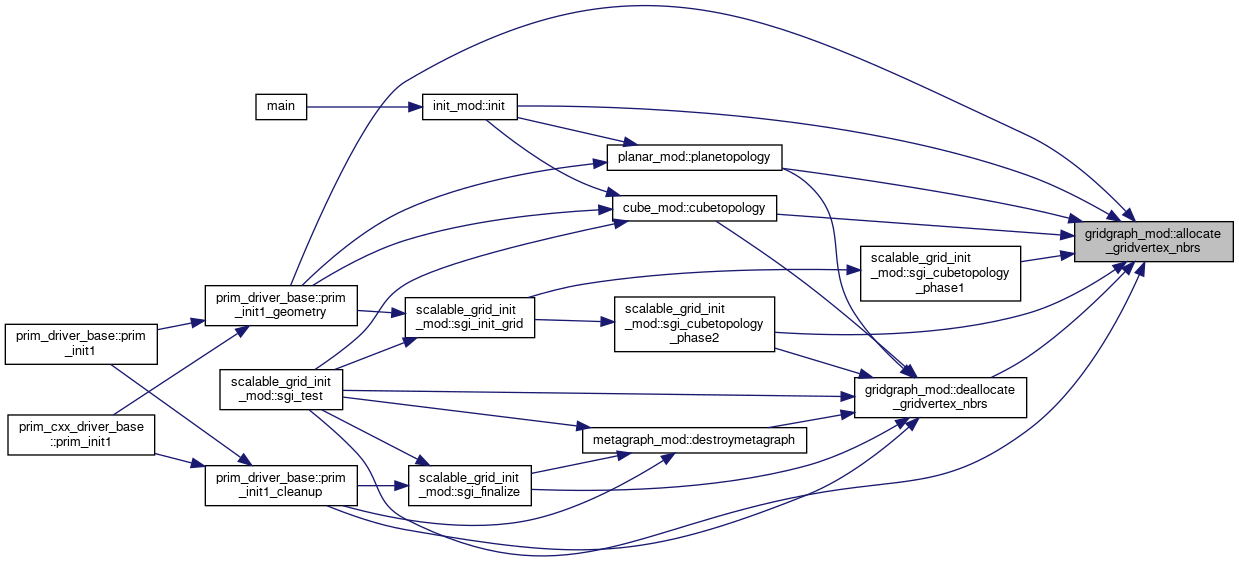 main
init_mod::init
planar_mod::planetopology
cube_mod::cubetopology
gridgraph_mod::allocate
_gridvertex_nbrs
scalable_grid_init
_mod::sgi_cubetopology
_phase1
prim_driver_base::prim
_init1_geometry
scalable_grid_init
_mod::sgi_init_grid
scalable_grid_init
_mod::sgi_cubetopology
_phase2
prim_driver_base::prim
_init1
scalable_grid_init
_mod::sgi_test
gridgraph_mod::deallocate
_gridvertex_nbrs
prim_cxx_driver_base
::prim_init1
metagraph_mod::destroymetagraph
prim_driver_base::prim
_init1_cleanup
scalable_grid_init
_mod::sgi_finalize